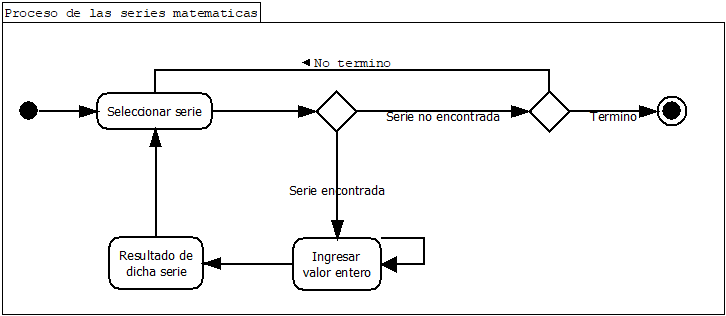 Proceso de las series matematicas
No termino
Seleccionar serie
Serie no encontrada
Termino
Serie encontrada
Resultado de
dicha serie
Ingresar
valor entero